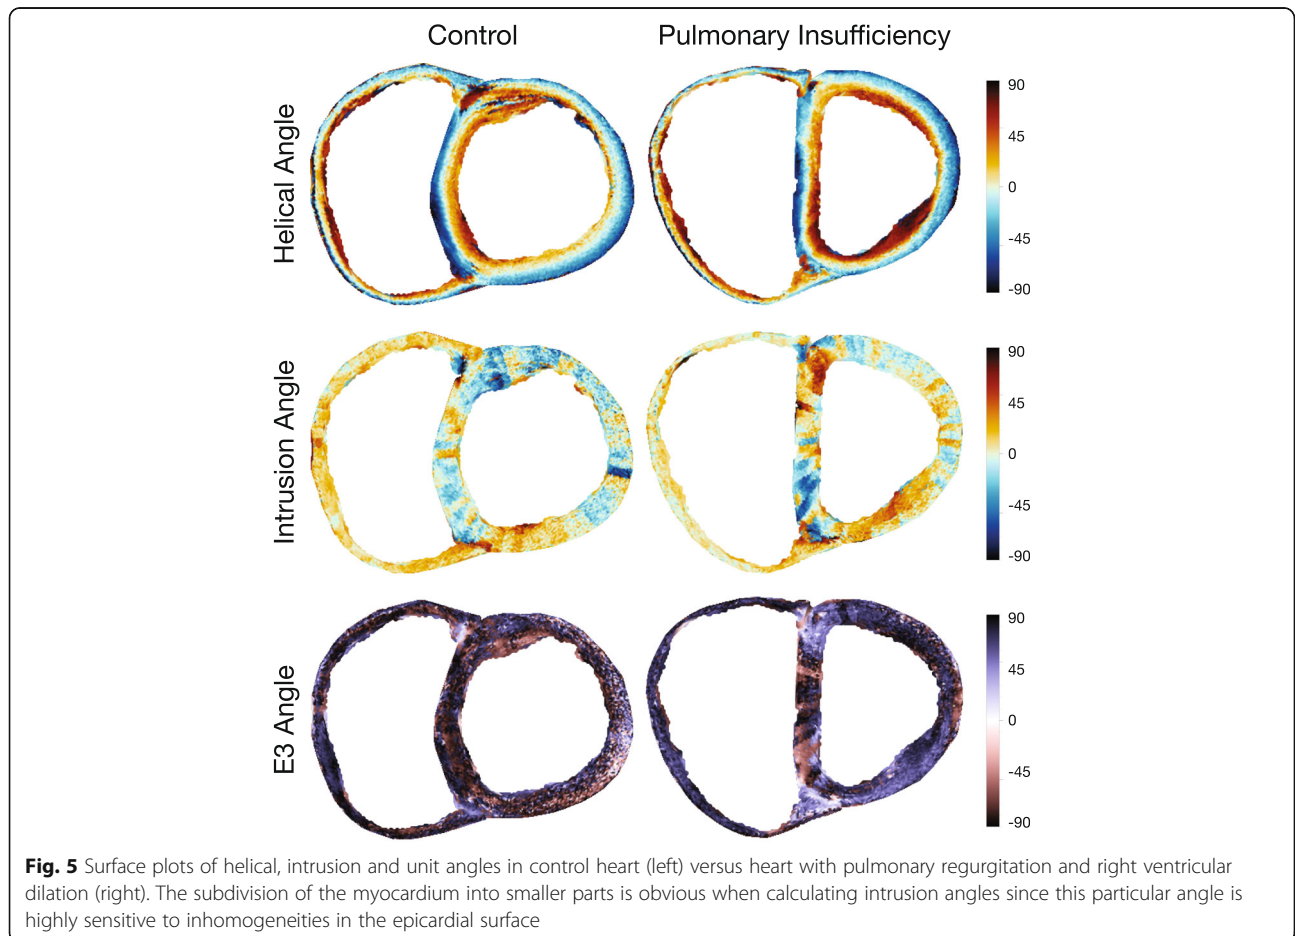 Control Pulmonary Insufficiency
Helical Angle
90
45
0
-45
-90
Intrusion Angle
90
45
0
-45
-90
E3 Angle
90
45
0
-45
-90
Fig. 5 Surface plots of helical, intrusion and unit angles in control heart (left) versus heart with pulmonary regurgitation and right ventricular
dilation (right). The subdivision of the myocardium into smaller parts is obvious when calculating intrusion angles since this particular angle is
highly sensitive to inhomogeneities in the epicardial surface